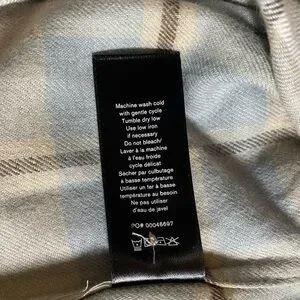 Machine wash cold
with gentle cycle
Tumble dry low
Use low iron
if necessary
Do not bleach/
Laver à la machine
à l'eau froide
cycle délicat
Sécher par culbutage
à basse température
Utiliser un fer à basse
température au besoin
Ne pas utiliser
d'eau de javel
PO# 00046697